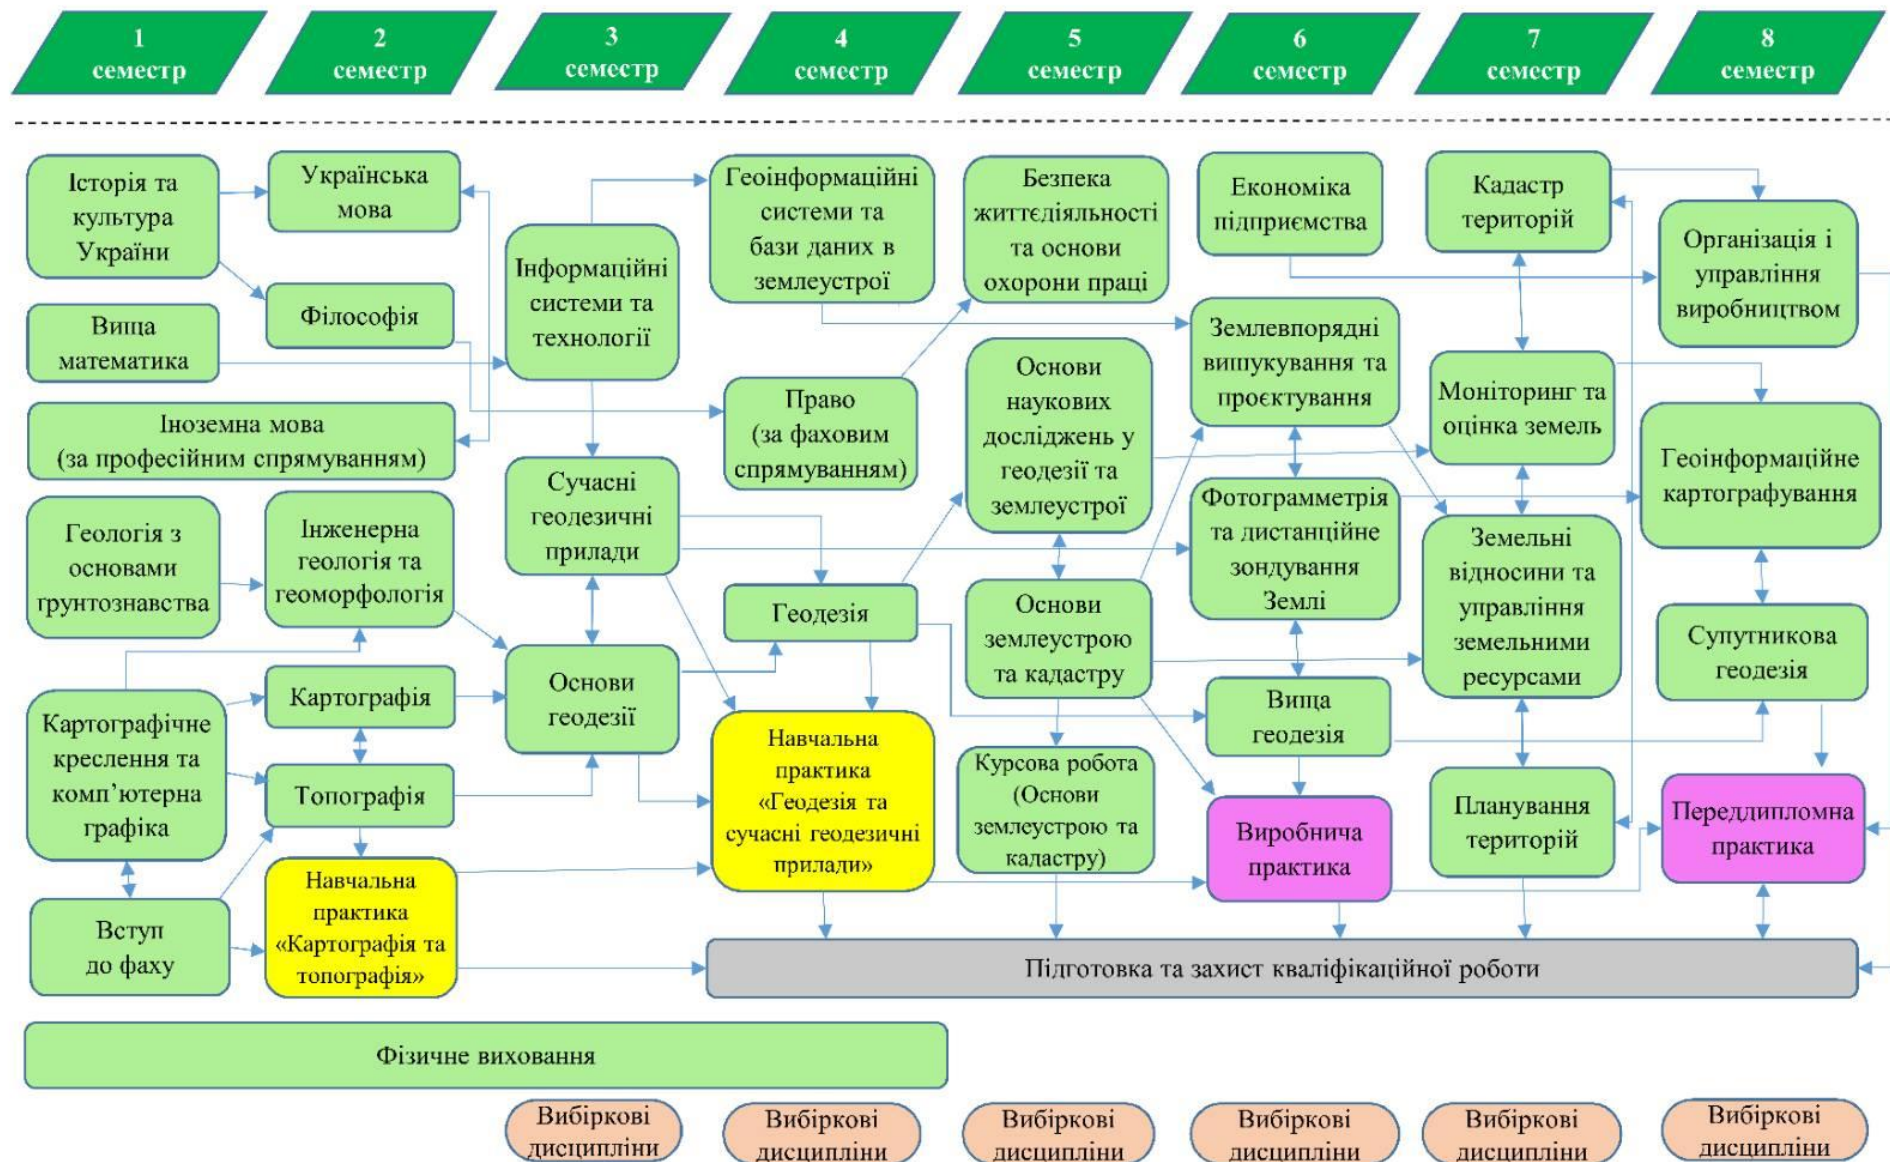 1
семестр
2
семестр
3
семестр
4
семестр
5
семестр
6
семестр
7
семестр
8
семестр
Історія та
культура
України
Вища
математика
Іноземна мова
(за професійним спрямуванням)
Геологія з
основами
ґрунтознавства
Картографічне
креслення та
комп’ютерна
графіка
Вступ
до фаху
Українська
мова
Філософія
Інженерна
геологія та
геоморфологія
Картографія
Топографія
Навчальна
практика
«Картографія та
топографія»
Інформаційні
системи та
технології
Сучасні
геодезичні
прилади
Основи
геодезії
Геоінформаційні
системи та
бази даних в
землеустрої
Право
(за фаховим
спрямуванням)
Геодезія
Навчальна
практика
«Геодезія та
сучасні геодезичні
прилади»
Безпека
життєдіяльності
та основи
охорони праці
Основи
наукових
досліджень у
геодезії та
землеустрої
Основи
землеустрою
та кадастру
Курсова робота
(Основи
землеустрою та
кадастру)
Економіка
підприємства
Землевпорядні
вишукування та
проєктування
Фотограмметрія
та дистанційне
зондування
Землі
Вища
геодезія
Виробнича
практика
Кадастр
територій
Моніторинг та
оцінка земель
Земельні
відносини та
управління
земельними
ресурсами
Планування
територій
Організація і
управління
виробництвом
Геоінформаційне
картографування
Супутникова
геодезія
Переддипломна
практика
Підготовка та захист кваліфікаційної роботи
Фізичне виховання
Вибіркові
дисципліни
Вибіркові
дисципліни
Вибіркові
дисципліни
Вибіркові
дисципліни
Вибіркові
дисципліни
Вибіркові
дисципліни